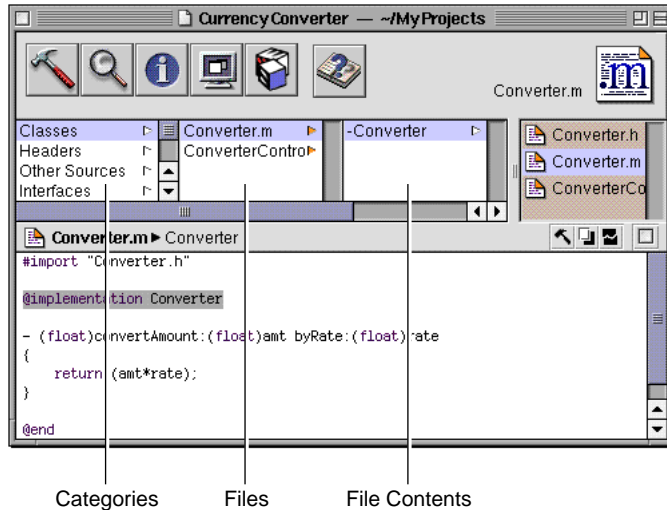 CurrencyConverter — ~/MyProjects
Converter.m
.m
Classes
Headers
Other Sources
Interfaces
Converter.m
ConverterContro
-Converter
Converter.h
Converter.m
ConverterCo
Converter.m Converter
#import "Converter.h"
@implementation Converter
- (float)convertAmount:(float)amt byRate:(float)rate
{
return (amt*rate);
}
@end
Categories
Files
File Contents